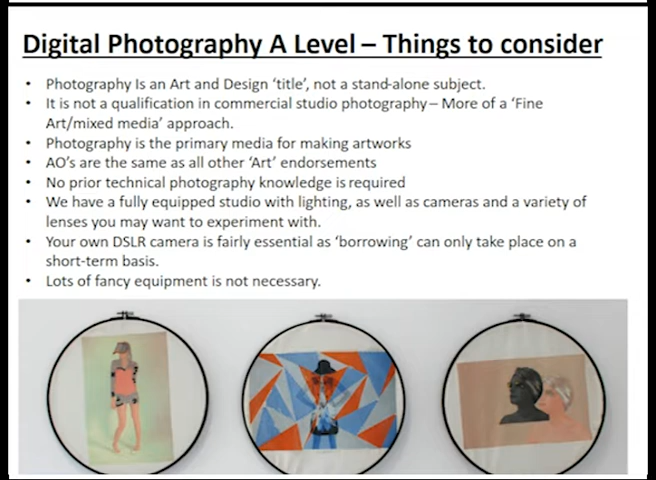 Digital Photography A Level – Things to consider
• Photography Is an Art and Design ‘title’, not a stand-alone subject.
• It is not a qualification in commercial studio photography – More of a ‘Fine
Art/mixed media’ approach.
• Photography is the primary media for making artworks
• AO’s are the same as all other ‘Art’ endorsements
• No prior technical photography knowledge is required
• We have a fully equipped studio with lighting, as well as cameras and a variety of
lenses you may want to experiment with.
• Your own DSLR camera is fairly essential as ‘borrowing’ can only take place on a
short-term basis.
• Lots of fancy equipment is not necessary.